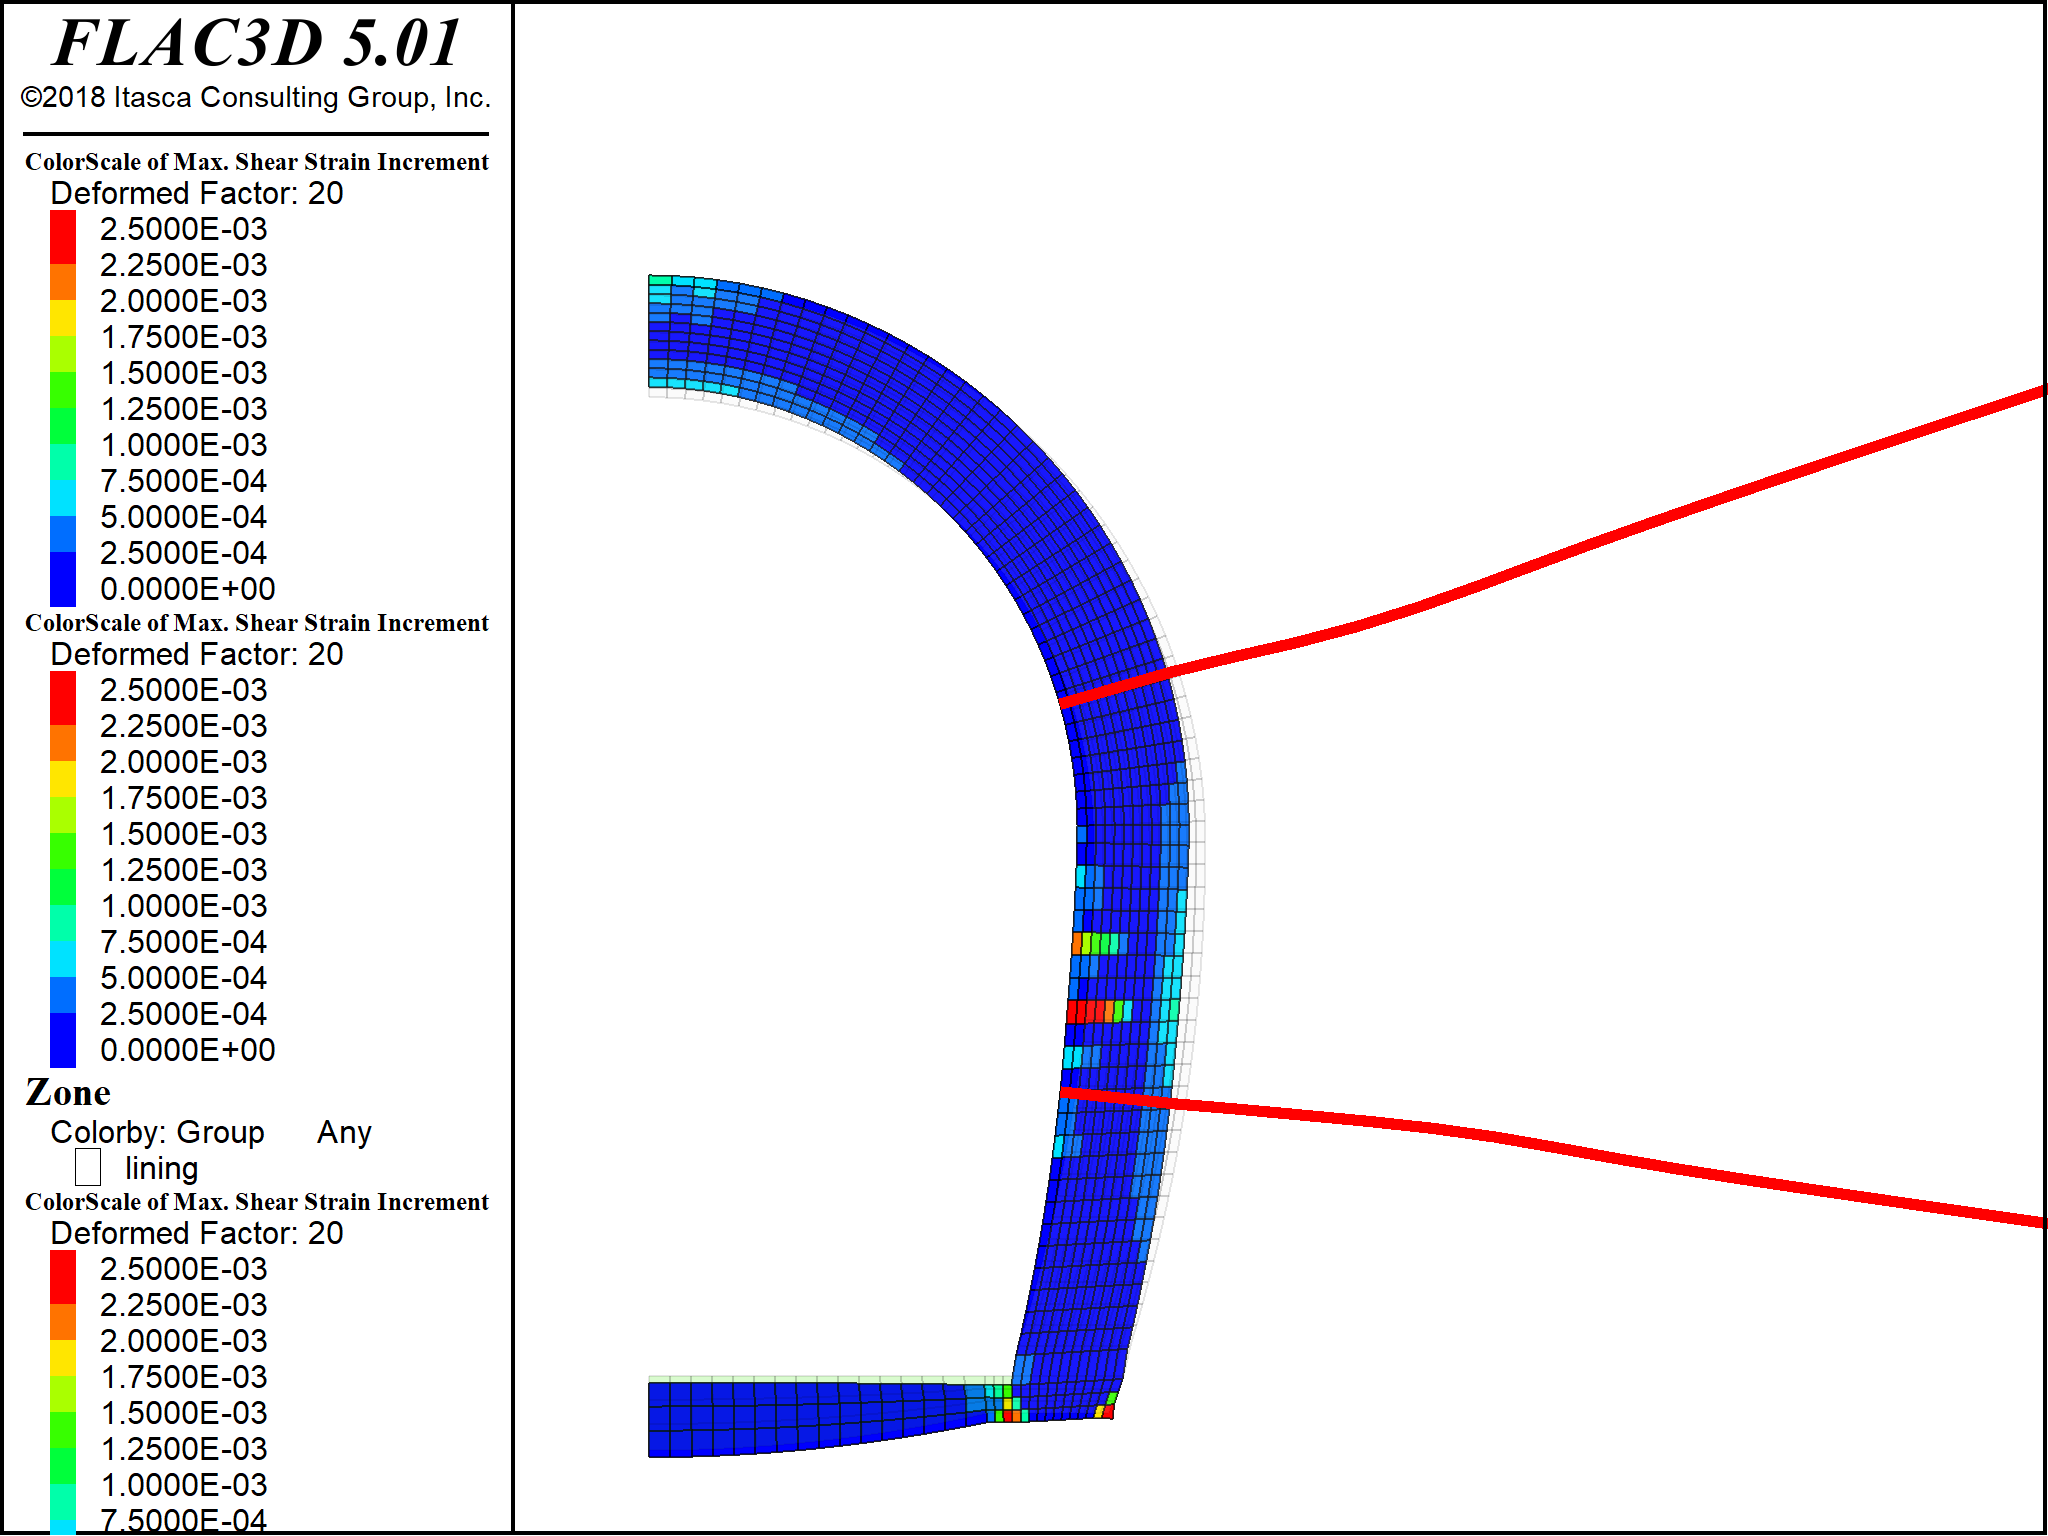 FLAC3D 5.01
©2018 Itasca Consulting Group, Inc.
ColorScale of Max. Shear Strain Increment
Deformed Factor: 20
2.5000E-03
2.2500E-03
2.0000E-03
1.7500E-03
1.5000E-03
1.2500E-03
1.0000E-03
7.5000E-04
5.0000E-04
2.5000E-04
0.0000E+00
ColorScale of Max. Shear Strain Increment
Deformed Factor: 20
2.5000E-03
2.2500E-03
2.0000E-03
1.7500E-03
1.5000E-03
1.2500E-03
1.0000E-03
7.5000E-04
5.0000E-04
2.5000E-04
0.0000E+00
Zone
Colorby: Group Any
lining
ColorScale of Max. Shear Strain Increment
Deformed Factor: 20
2.5000E-03
2.2500E-03
2.0000E-03
1.7500E-03
1.5000E-03
1.2500E-03
1.0000E-03
7.5000E-04